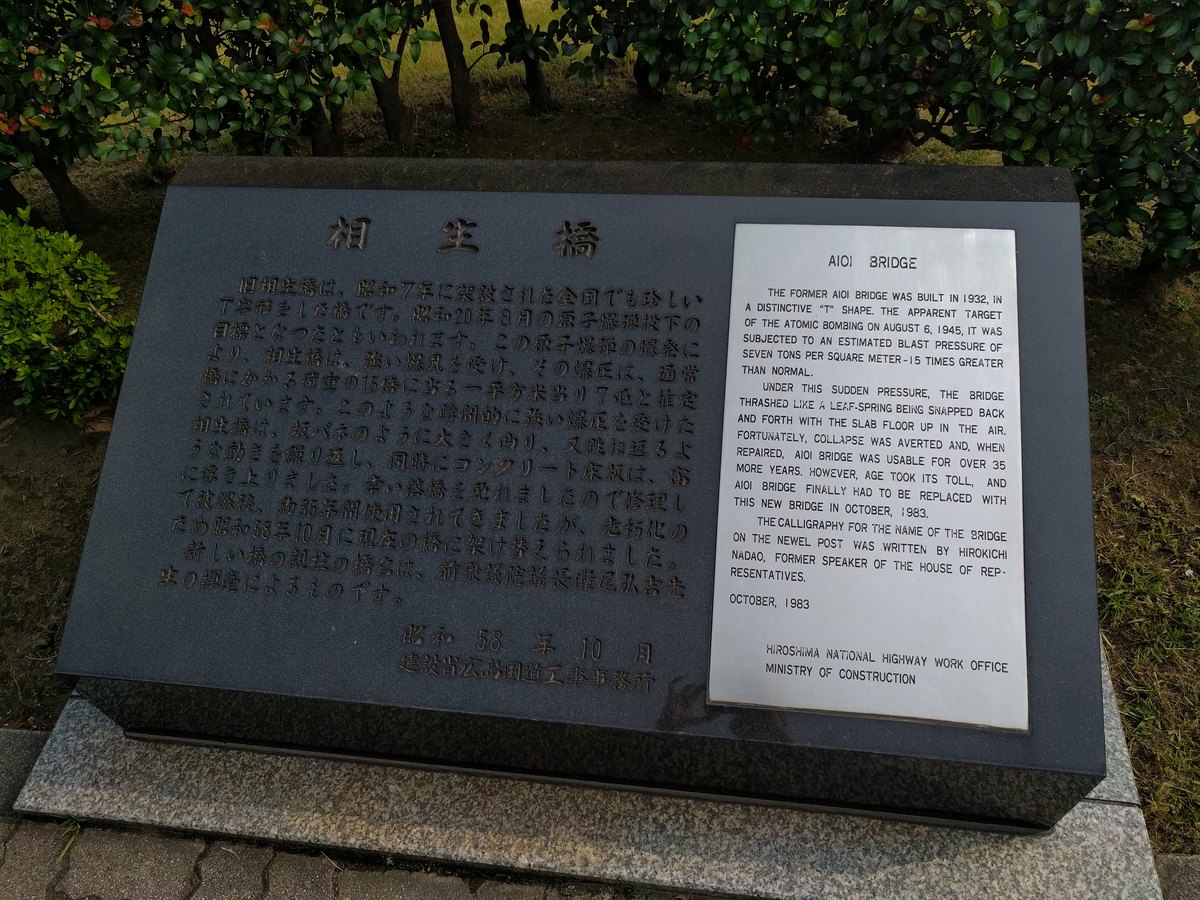 相生橋
旧相生橋は、昭和7年に架設された全国でも珍しい
丁字形をした橋です。昭和20年8月の原子爆弾投下の
目標となつたともいわれます。この原子爆弾の爆発に
より、相生橋は、強い爆風を受け、その爆圧は、通常
橋にかかる荷重の15倍に当る一平方米当り7屯と推定
されています。このような瞬間的に強い爆圧を受けた
相生橋は、板バネのように大きく曲り、又跳ね返るよ
うな動きを繰り返し、同時にコンクリート床板は、
に浮き上りました。幸い落橋を免れましたので修理し
て被爆後、約35年間使用されてきましたが、老朽化の
ため昭和58年10月に現在の橋に架け替えられました。
新しい橋の親柱の橋名は、前衆議院議長灘尾弘吉先
生の揮毫によるものです。
昭和58年10月
建設省広島国道工事事務所
AIOI BRIDGE
THE FORMER AIOI BRIDGE WAS BUILT IN 1932, IN
A DISTINCTIVE "T" SHAPE. THE APPARENT TARGET
OF THE ATOMIC BOMBING ON AUGUST 6, 1945, IT WAS
SUBJECTED TO AN ESTIMATED BLAST PRESSURE OF
SEVEN TONS PER SQUARE METER-15 TIMES GREATER
THAN NORMAL.
UNDER THIS SUDDEN PRESSURE, THE BRIDGE
THRASHED LIKE A LEAF-SPRING BEING SNAPPED BACK
AND FORTH WITH THE SLAB FLOOR UP IN THE AIR.
FORTUNATELY, COLLAPSE WAS AVERTED AND, WHEN
REPAIRED, AIOI BRIDGE WAS USABLE FOR OVER 35
MORE YEARS. HOWEVER, AGE TOOK ITS TOLL, AND
AIOI BRIDGE FINALLY HAD TO BE REPLACED WITH
THIS NEW BRIDGE IN OCTOBER, 1983.
THE CALLIGRAPHY FOR THE NAME OF THE BRIDGE
ON THE NEWEL POST WAS WRITTEN BY HIROKICHI
NADAO, FORMER SPEAKER OF THE HOUSE OF REP-
RESENTATIVES.
OCTOBER, 1983
HIROSHIMA NATIONAL HIGHWAY WORK OFFICE
MINISTRY OF CONSTRUCTION